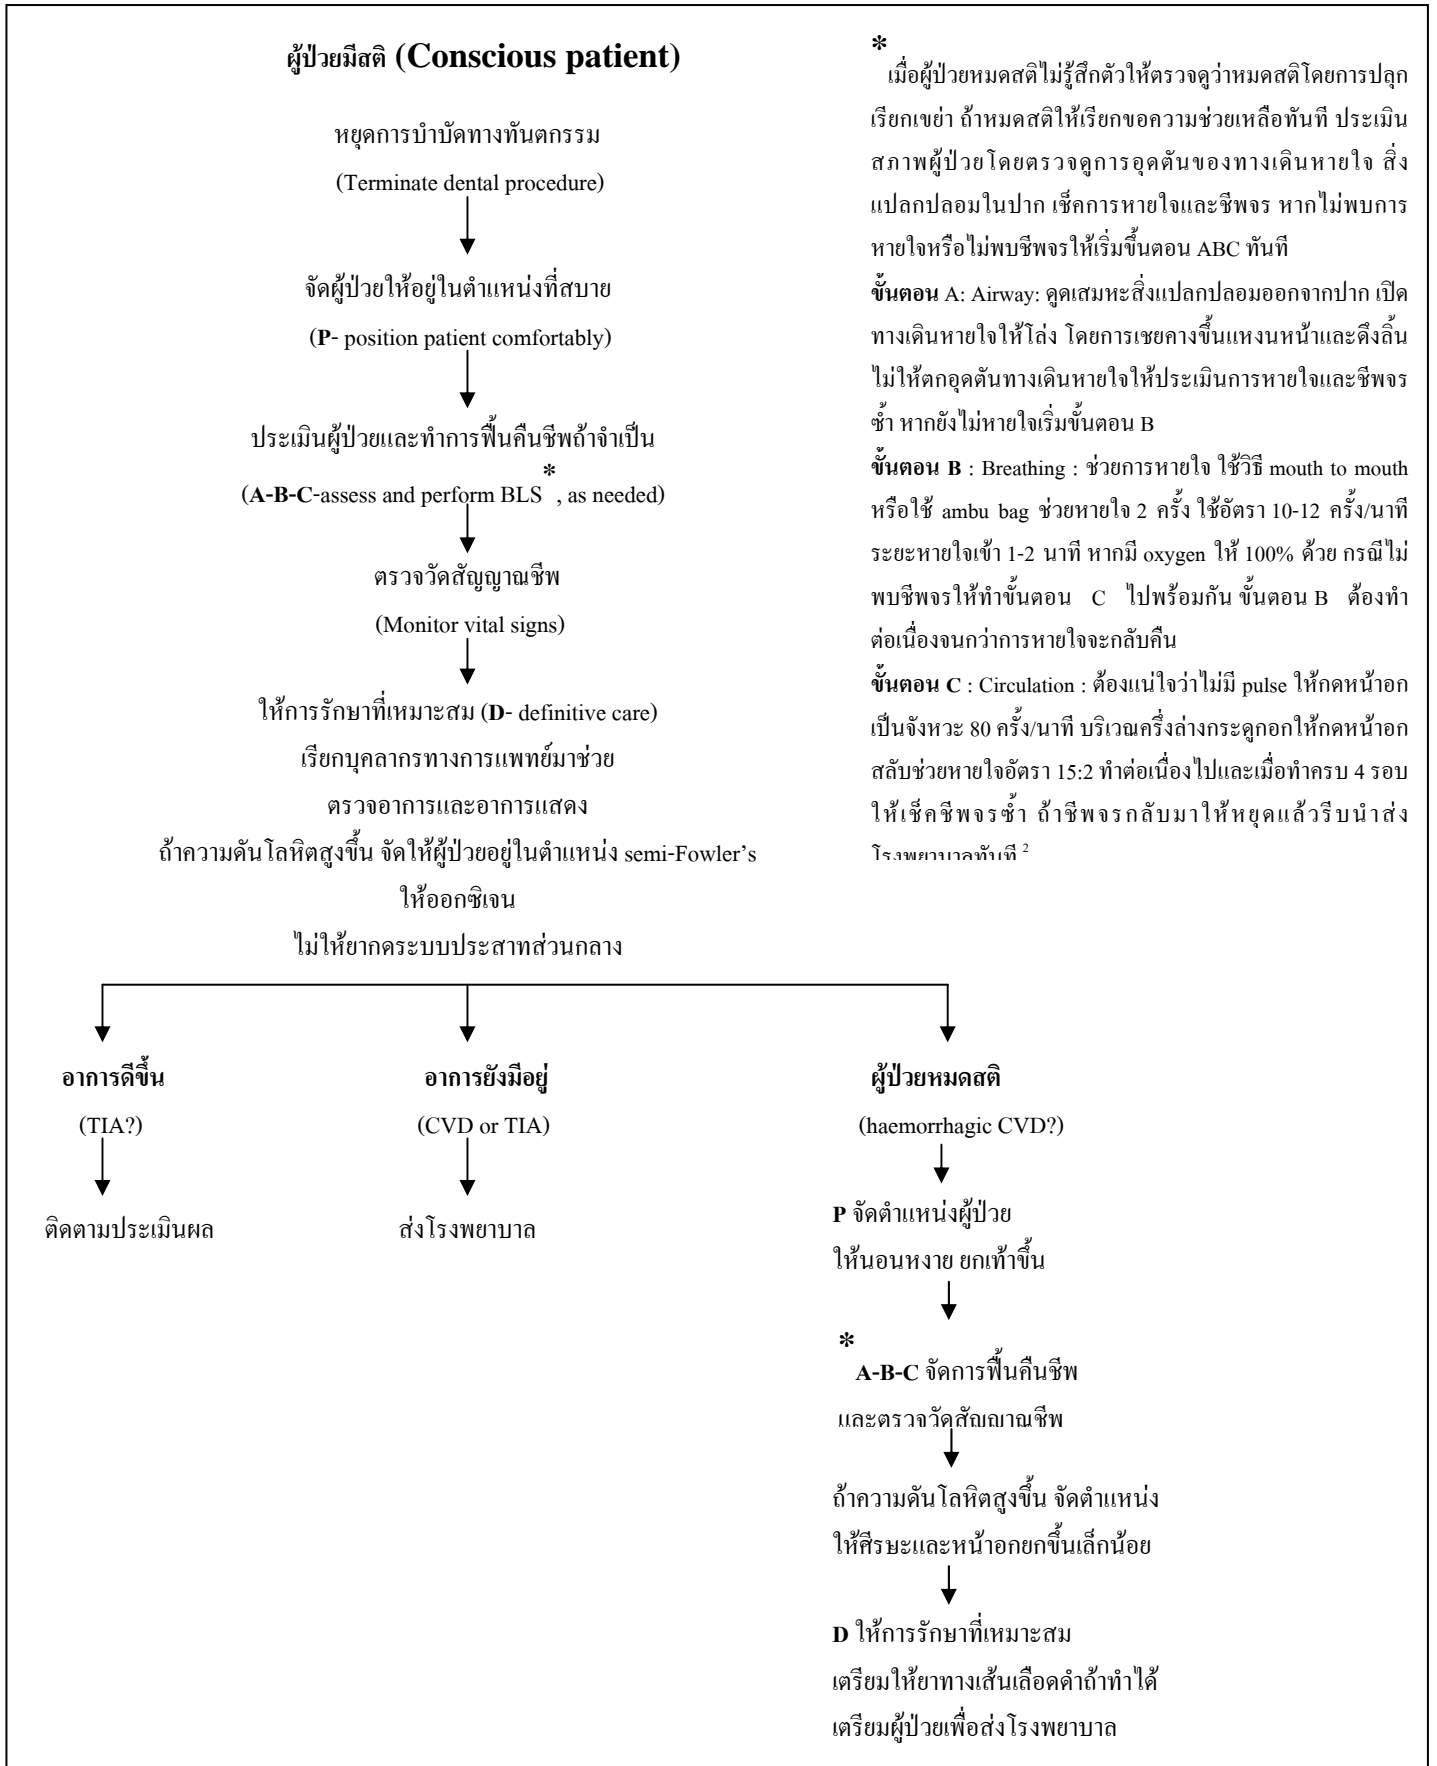 ผู้ป่วยมีสติ (Conscious patient)
หยุดการบำบัดทางทันตกรรม
(Terminate dental procedure)
จัดผู้ป่วยให้อยู่ในตำแหน่งที่สบาย
(P- position patient comfortably)
ประเมินผู้ป่วยและทำการฟื้นคืนชีพถ้าจำเป็น
(A-B-C-assess and perform BLS*, as needed)
ตรวจวัดสัญญาณชีพ
(Monitor vital signs)
ให้การรักษาที่เหมาะสม (D- definitive care)
เรียกบุคลากรทางการแพทย์มาช่วย
ตรวจอาการและอาการแสดง
ถ้าความดันโลหิตสูงขึ้น จัดให้ผู้ป่วยอยู่ในตำแหน่ง semi-Fowler's
ให้ออกซิเจน
ไม่ให้ยากดระบบประสาทส่วนกลาง
อาการดีขึ้น
(TIA?)
ติดตามประเมินผล
อาการยังมีอยู่
(CVD or TIA)
ส่งโรงพยาบาล
ผู้ป่วยหมดสติ
(haemorrhagic CVD?)
P จัดตำแหน่งผู้ป่วย
ให้นอนหงาย ยกเท้าขึ้น
*
A-B-C จัดการฟื้นคืนชีพ
และตรวจวัดสัญญาณชีพ
ถ้าความดันโลหิตสูงขึ้น จัดตำแหน่ง
ให้ศีรษะและหน้าอกยกขึ้นเล็กน้อย
D ให้การรักษาที่เหมาะสม
เตรียมให้ยาทางเส้นเลือดดำถ้าทำได้
เตรียมผู้ป่วยเพื่อส่งโรงพยาบาล
*
เมื่อผู้ป่วยหมดสติไม่รู้สึกตัวให้ตรวจดูว่าหมดสติโดยการปลุก
เรียกเขย่า ถ้าหมดสติให้เรียกขอความช่วยเหลือทันที ประเมิน
สภาพผู้ป่วยโดยตรวจดูการอุดตันของทางเดินหายใจ สิ่ง
แปลกปลอมในปาก เช็คการหายใจและชีพจร หากไม่พบการ
หายใจหรือไม่พบชีพจรให้เริ่มขึ้นตอน ABC ทันที
ขั้นตอน A: Airway: ดูดเสมหะสิ่งแปลกปลอมออกจากปาก เปิด
ทางเดินหายใจให้โล่ง โดยการเชยคางขึ้นแหงนหน้าและดึงลิ้น
ไม่ให้ตกอุดตันทางเดินหายใจให้ประเมินการหายใจและชีพจร
ซ้ำ หากยังไม่หายใจเริ่มขั้นตอน B
ขั้นตอน B : Breathing : ช่วยการหายใจ ใช้วิธี mouth to mouth
หรือใช้ ambu bag ช่วยหายใจ 2 ครั้ง ใช้อัตรา 10-12 ครั้ง/นาที
ระยะหายใจเข้า 1-2 นาที หากมี oxygen ให้ 100% ด้วย กรณีไม่
พบชีพจรให้ทำขั้นตอน C ไปพร้อมกัน ขั้นตอน B ต้องทำ
ต่อเนื่องจนกว่าการหายใจจะกลับคืน
ขั้นตอน C : Circulation : ต้องแน่ใจว่าไม่มี pulse ให้กดหน้าอก
เป็นจังหวะ 80 ครั้ง/นาที บริเวณครึ่งล่างกระดูกอกให้กดหน้าอก
สลับช่วยหายใจอัตรา 15:2 ทำต่อเนื่องไปและเมื่อทำครบ 4 รอบ
ให้เช็คชีพจรซ้ำ ถ้าชีพจรกลับมาให้หยุดแล้วรีบนำส่ง
โรงพยาบาลทันที 2